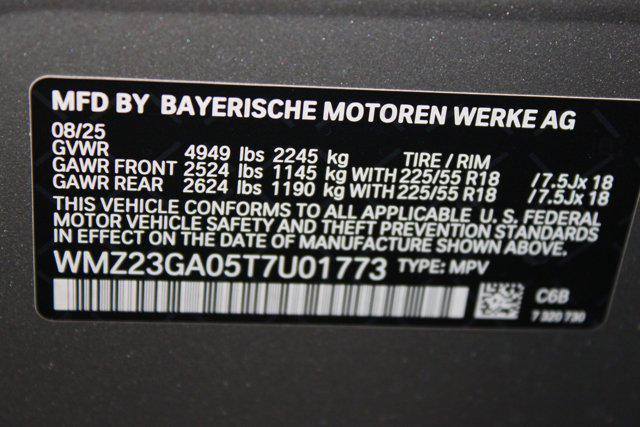 MFD BY BAYERISCHE MOTOREN WERKE AG
08/25
GVWR 4949 lbs 2245 kg TIRE / RIM
GAWR FRONT 2524 lbs 1145 kg WITH 225/55 R18 /7.5Jx 18
GAWR REAR 2624 lbs 1190 kg WITH 225/55 R18 /7.5Jx 18
THIS VEHICLE CONFORMS TO ALL APPLICABLE U. S. FEDERAL
MOTOR VEHICLE SAFETY AND THEFT PREVENTION STANDARDS
IN EFFECT ON THE DATE OF MANUFACTURE SHOWN ABOVE.
WMZ23GA05T7U01773 TYPE: MPV
C6B
7 320 730